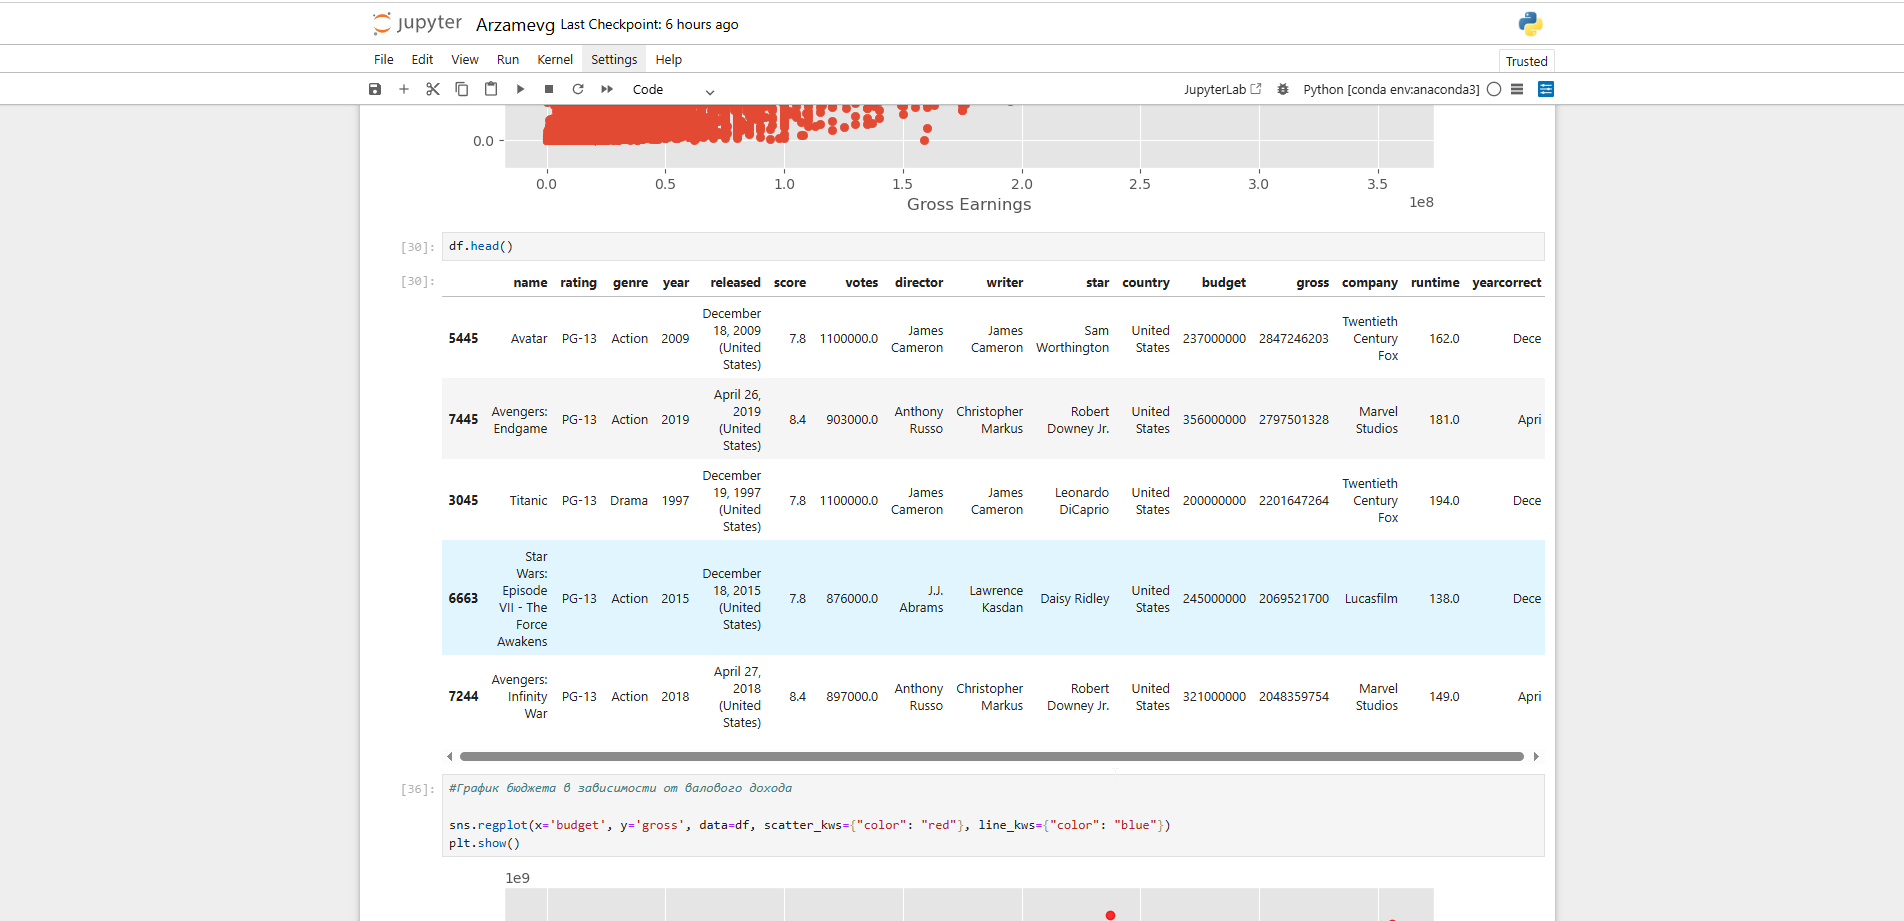 jupyter Arzamevg Last Checkpoint: 6 hours ago
File Edit View Run Kernel Settings Help Trusted
Code JupyterLab Python [conda env:anaconda3]
0.0
0.0 0.5 1.0 1.5 2.0 2.5 3.0 3.5
Gross Earnings 1e8
[30]: df.head()
[30]: name rating genre year released score votes director writer star country budget gross company runtime yearcorrect
5445 Avatar PG-13 Action 2009 December 18, 2009 (United States) 7.8 1100000.0 James Cameron James Cameron Sam Worthington United States 237000000 2847246203 Twentieth Century Fox 162.0 Dece
7445 Avengers: Endgame PG-13 Action 2019 April 26, 2019 (United States) 8.4 903000.0 Anthony Russo Christopher Markus Robert Downey Jr. United States 356000000 2797501328 Marvel Studios 181.0 Apri
3045 Titanic PG-13 Drama 1997 December 19, 1997 (United States) 7.8 1100000.0 James Cameron James Cameron Leonardo DiCaprio United States 200000000 2201647264 Twentieth Century Fox 194.0 Dece
6663 Star Wars: Episode VII - The Force Awakens PG-13 Action 2015 December 18, 2015 (United States) 7.8 876000.0 J.J. Abrams Lawrence Kasdan Daisy Ridley United States 245000000 2069521700 Lucasfilm 138.0 Dece
7244 Avengers: Infinity War PG-13 Action 2018 April 27, 2018 (United States) 8.4 897000.0 Anthony Russo Christopher Markus Robert Downey Jr. United States 321000000 2048359754 Marvel Studios 149.0 Apri
[36]: #График бюджета в зависимости от валового дохода
sns.regplot(x='budget', y='gross', data=df, scatter_kws={"color": "red"}, line_kws={"color": "blue"})
plt.show()
1e9